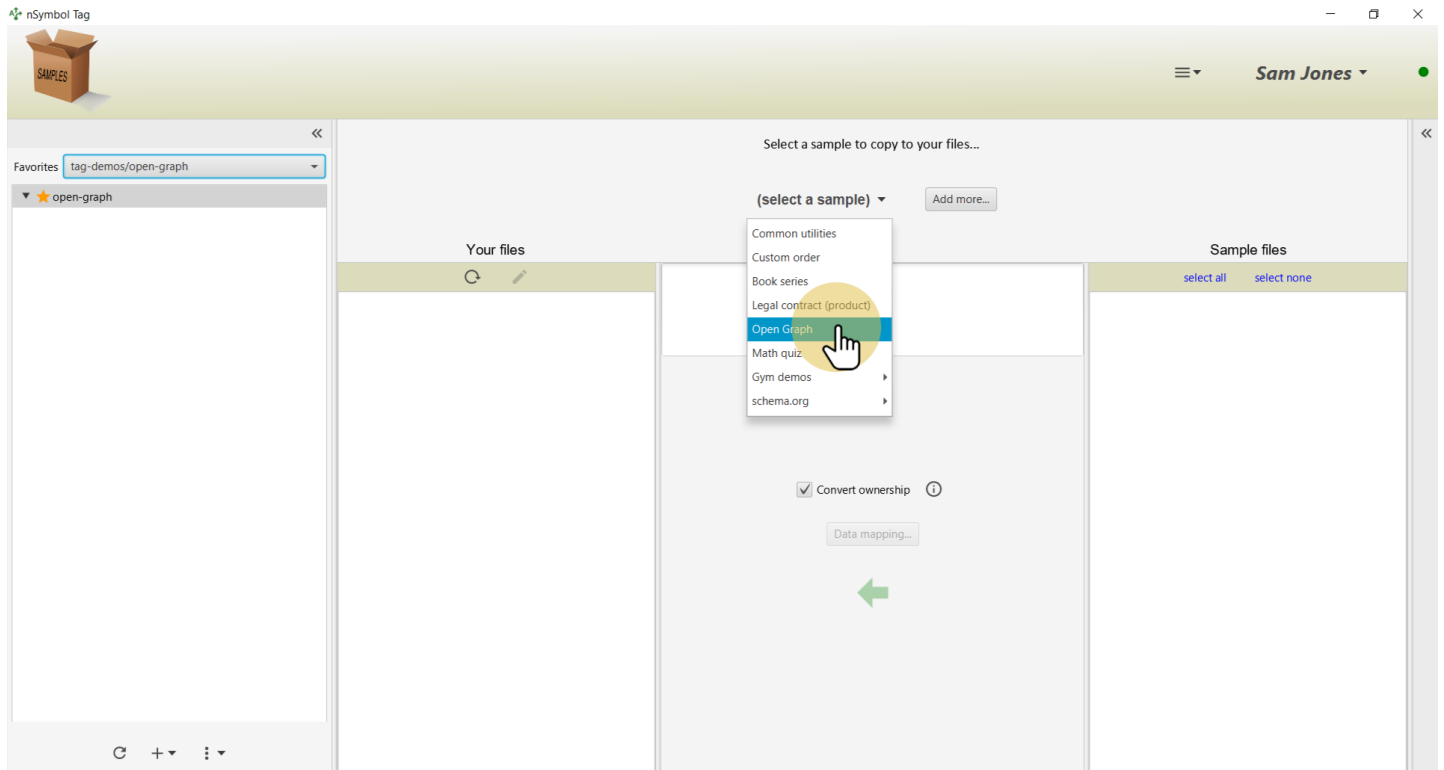 nSymbol Tag
SAMPLES
Sam Jones
Select a sample to copy to your files...
Favorites tag-demos/open-graph
open-graph
(select a sample) Add more...
Common utilities
Custom order
Book series
Legal contract (product)
Open Graph
Math quiz
Gym demos
schema.org
Your files
Sample files
select all select none
Convert ownership
Data mapping...